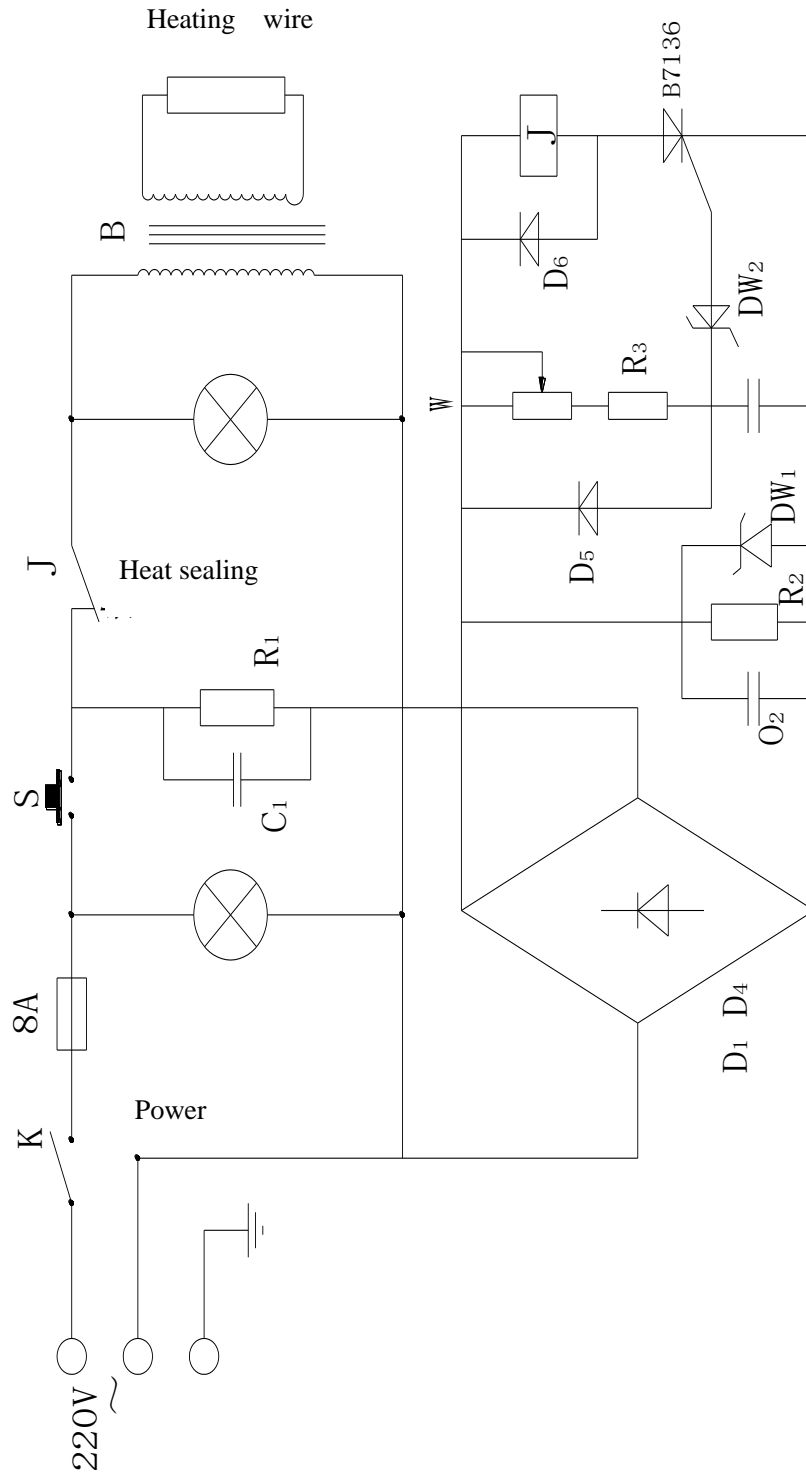 Heating wire
B
J
Heat sealing
R1
C1
S
8A
K
Power
220V
~
J
B7136
D6
DW2
W
R3
D5
DW1
R2
O2
D1 D4